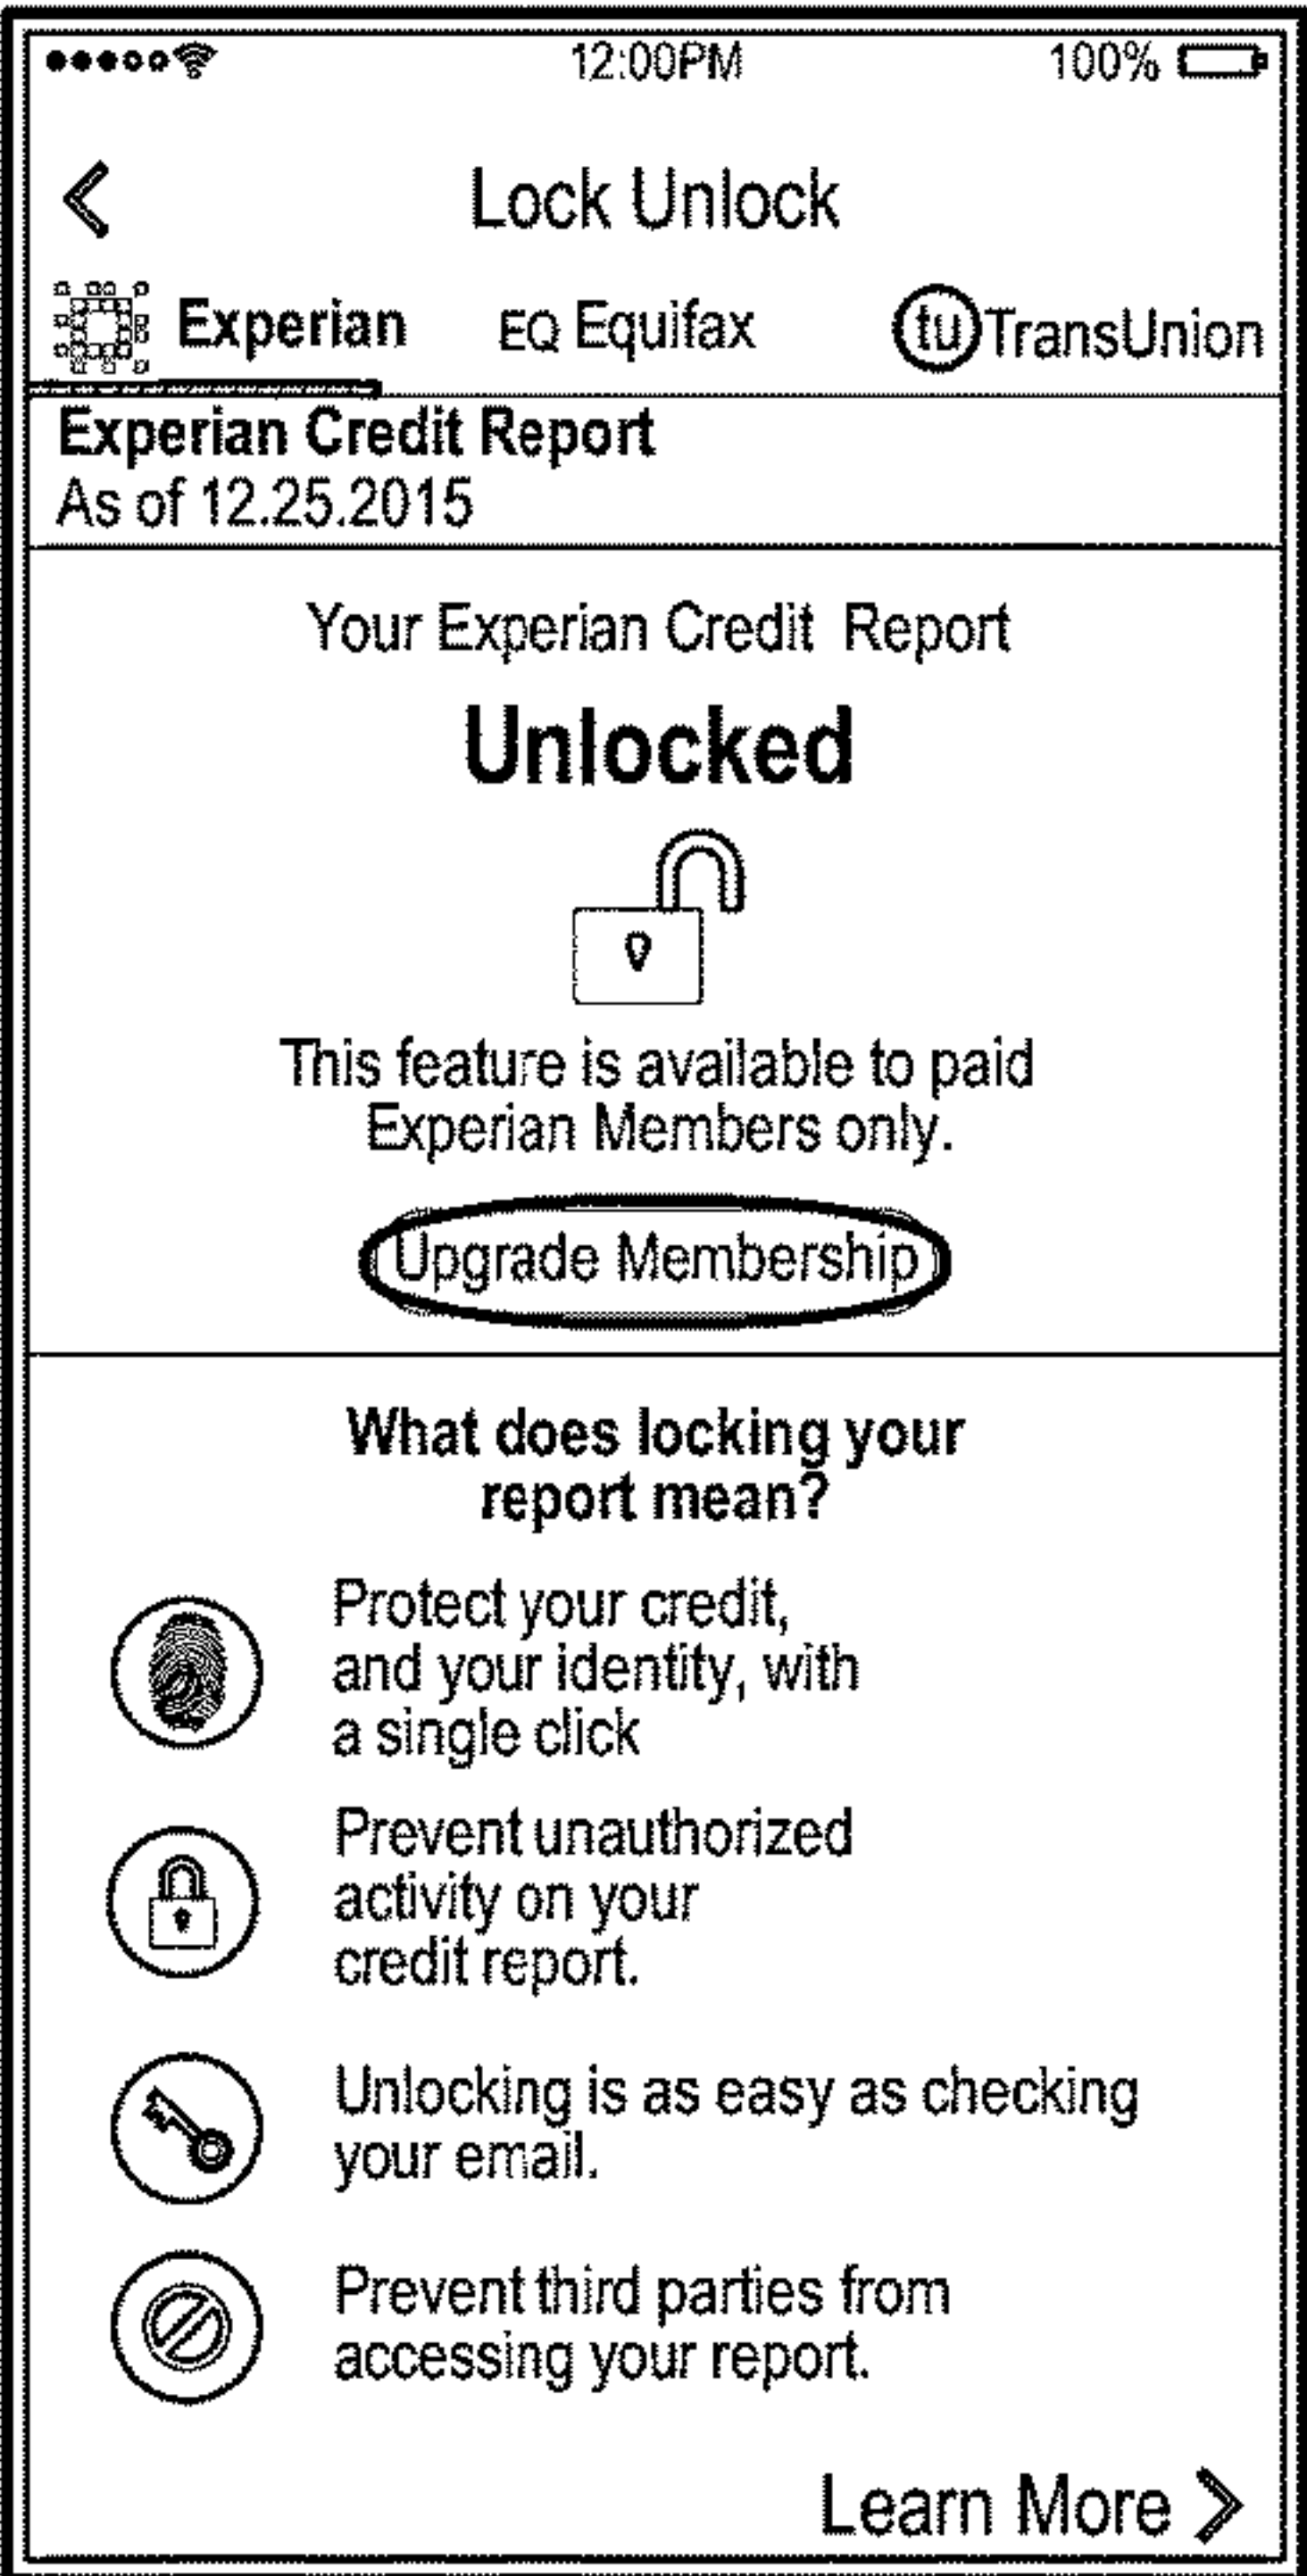 12:00PM 100%
Lock Unlock
Experian EQ Equifax tu TransUnion
Experian Credit Report
As of 12.25.2015
Your Experian Credit Report
Unlocked
This feature is available to paid
Experian Members only.
Upgrade Membership
What does locking your
report mean?
Protect your credit,
and your identity, with
a single click
Prevent unauthorized
activity on your
credit report.
Unlocking is as easy as checking
your email.
Prevent third parties from
accessing your report.
Learn More